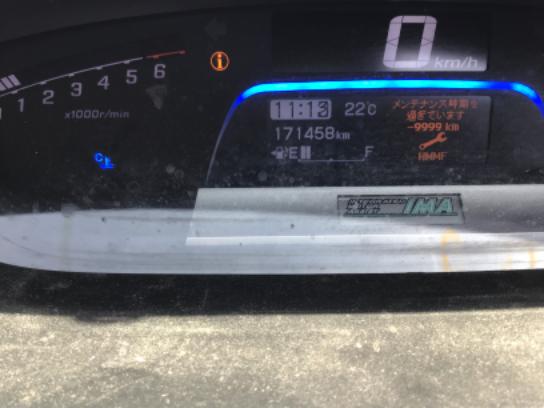 0 km/h
1 2 3 4 5 6
x1000r/min
11:13 22℃
メンテナンス時期を
過ぎています
-9999 km
171458km
E F
HMMF
C
IMA